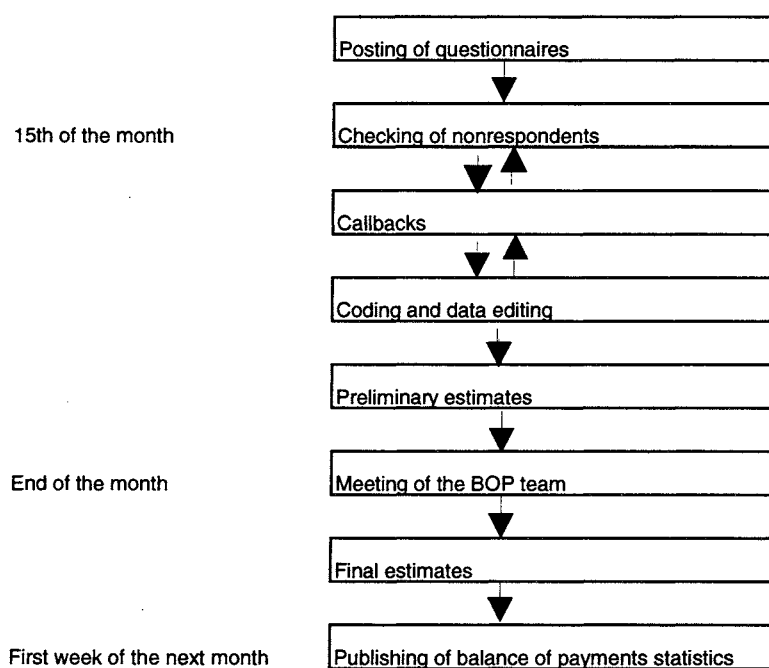 Posting of questionnaires
15th of the month
Checking of nonrespondents
Callbacks
Coding and data editing
Preliminary estimates
End of the month
Meeting of the BOP team
Final estimates
First week of the next month
Publishing of balance of payments statistics